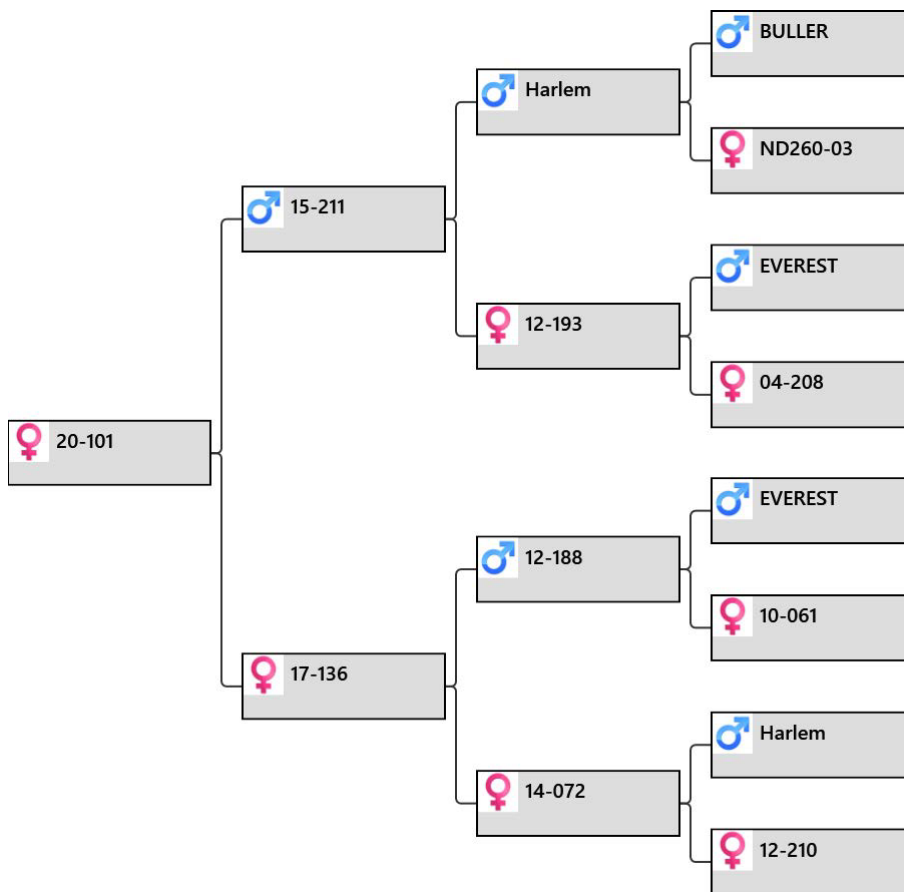 BULLER
Harlem
ND260-03
15-211
EVEREST
12-193
04-208
20-101
EVEREST
12-188
10-061
17-136
Harlem
14-072
12-210